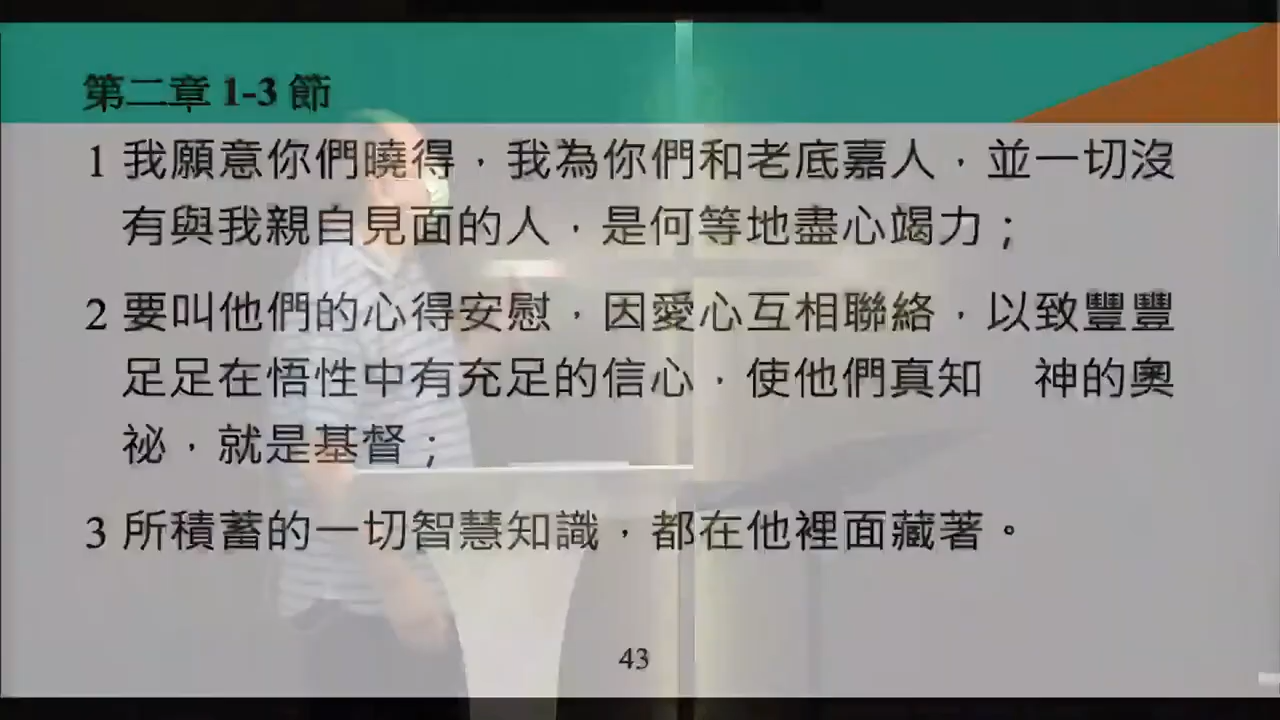 第二章 1-3 節
1 我願意你們曉得，我為你們和老底嘉人，並一切沒
有與我親自見面的人，是何等地盡心竭力；
2 要叫他們的心得安慰，因愛心互相聯絡，以致豐豐
足足在悟性中有充足的信心，使他們真知　神的奧
祕，就是基督；
3 所積蓄的一切智慧知識，都在他裡面藏著。
43